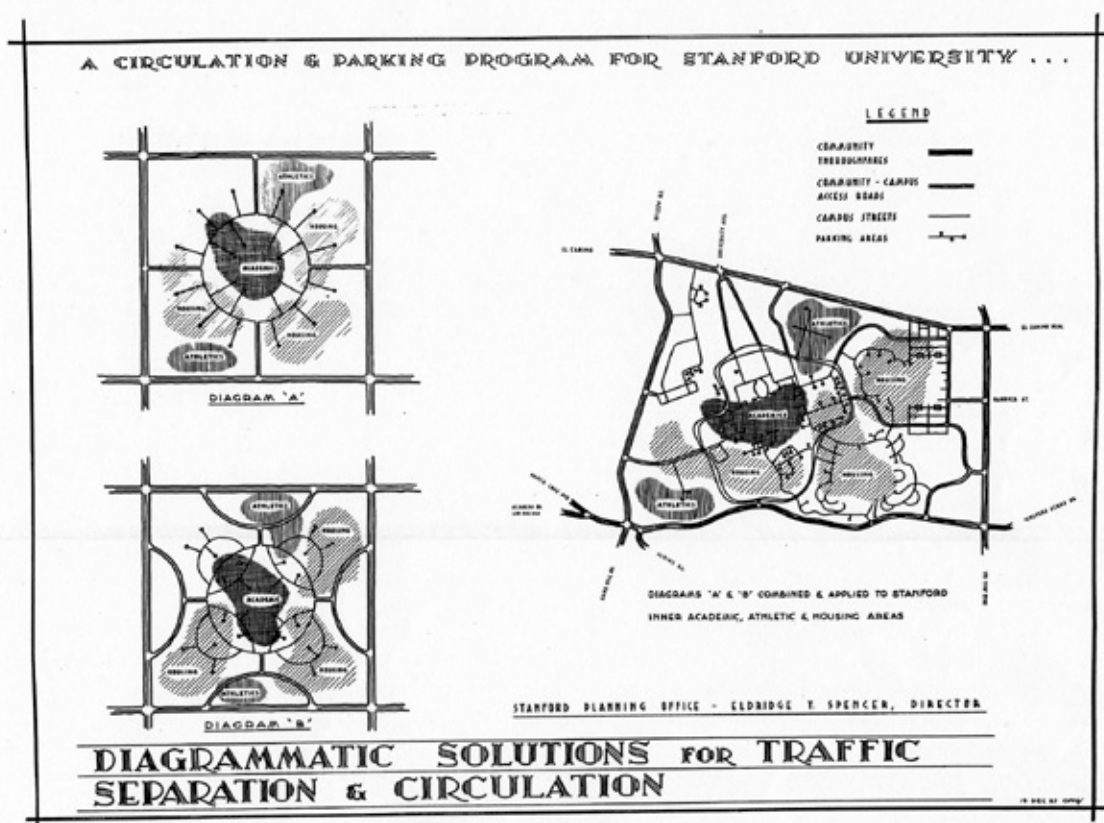 A CIRCULATION & PARKING PROGRAM FOR STANFORD UNIVERSITY ...
LEGEND
COMMUNITY
THOROUGHFARES
COMMUNITY - CAMPUS
ACCESS ROADS
CAMPUS STREETS
PARKING AREAS
ATHLETICS
HOUSING
ACADEMIC
HOUSING
HOUSING
ATHLETICS
DIAGRAM 'A'
EL CAMINO
ATHLETICS
EL CAMINO REAL
HOUSING
ACADEMICS
HOUSING
HOUSING
ATHLETICS
DIAGRAMS 'A' & 'B' COMBINED & APPLIED TO STANFORD
INNER ACADEMIC, ATHLETIC & HOUSING AREAS
ATHLETICS
HOUSING
ACADEMIC
HOUSING
HOUSING
ATHLETICS
DIAGRAM 'B'
STANFORD PLANNING OFFICE - ELDRIDGE T. SPENCER, DIRECTOR
DIAGRAMMATIC SOLUTIONS FOR TRAFFIC
SEPARATION & CIRCULATION